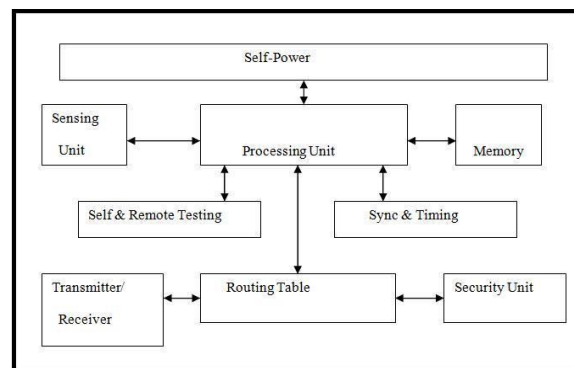 Self-Power
Sensing
Unit
Processing Unit
Memory
Self & Remote Testing
Sync & Timing
Transmitter/
Receiver
Routing Table
Security Unit